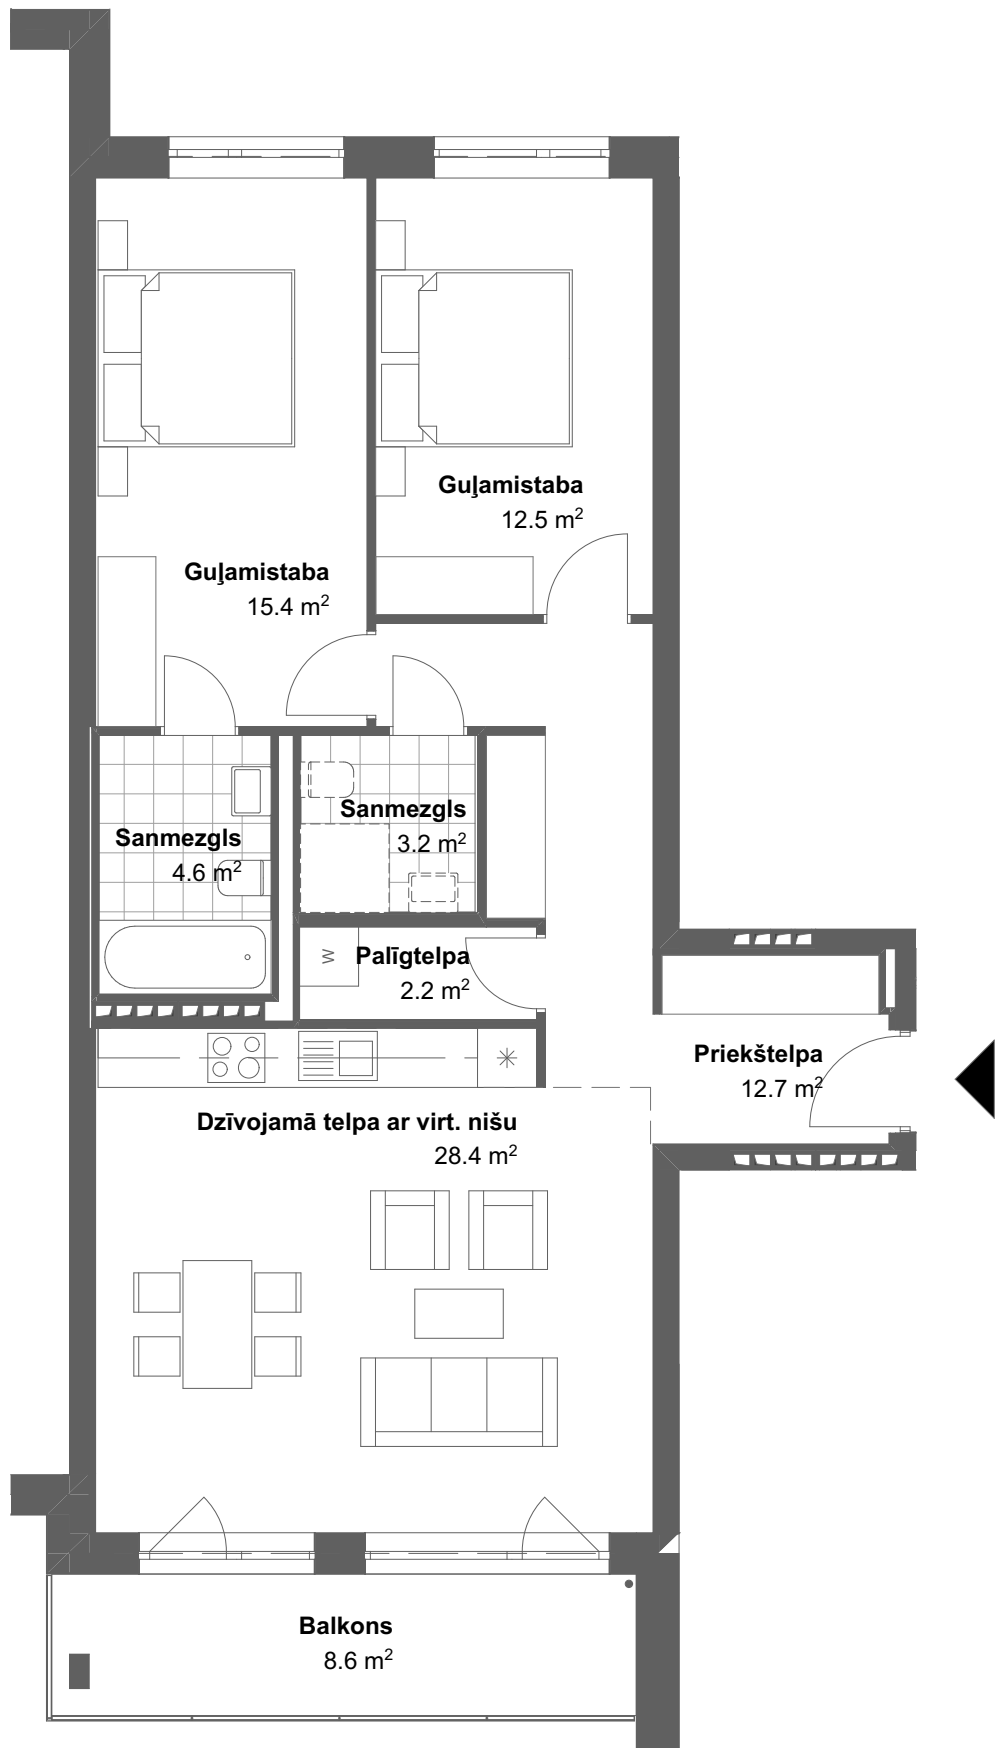 Guļamistaba
12.5 m²
Guļamistaba
15.4 m²
Sanmezgls
3.2 m²
Sanmezgls
4.6 m²
Palīgtelpa
2.2 m²
W
Priekštelpa
12.7 m²
Dzīvojamā telpa ar virt. nišu
28.4 m²
Balkons
8.6 m²